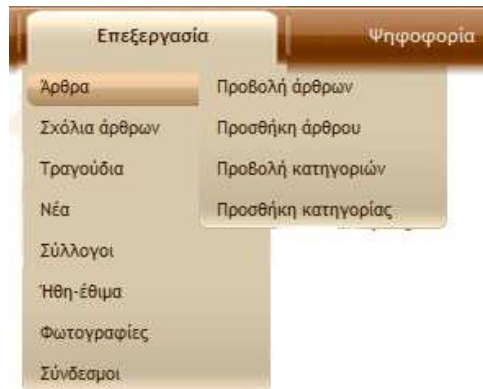 Επεξεργασία Ψηφοφορία
Άρθρα Προβολή άρθρων
Σχόλια άρθρων Προσθήκη άρθρου
Τραγούδια Προβολή κατηγοριών
Νέα Προσθήκη κατηγορίας
Σύλλογοι
Ήθη-έθιμα
Φωτογραφίες
Σύνδεσμοι